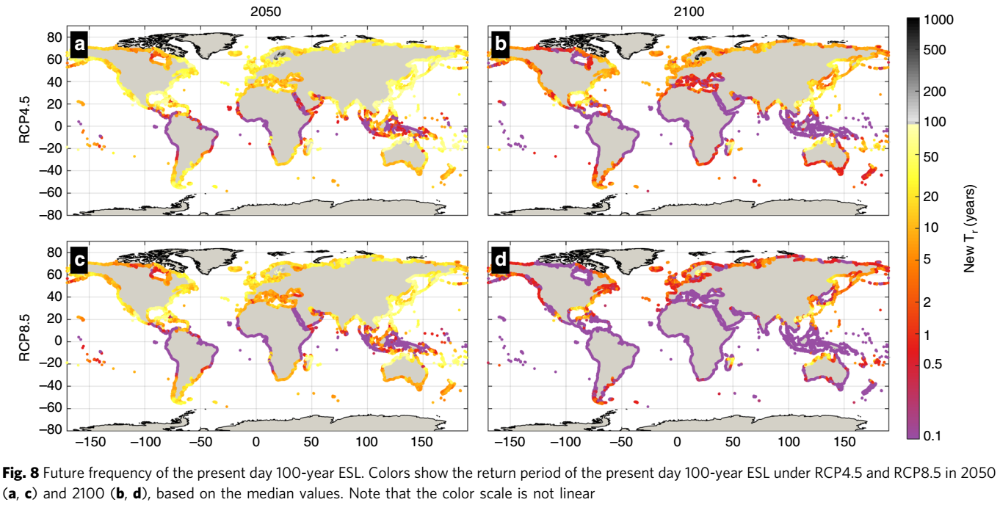 2050 2100
a
80
60
40
20
0
−20
−40
−60
−80
RCP4.5
b
c
80
60
40
20
0
−20
−40
−60
−80
RCP8.5
−150 −100 −50 0 50 100 150
d
−150 −100 −50 0 50 100 150
1000
500
200
100
50
20
10
5
2
1
0.5
0.1
New Tr (years)
Fig. 8 Future frequency of the present day 100-year ESL. Colors show the return period of the present day 100-year ESL under RCP4.5 and RCP8.5 in 2050
(a, c) and 2100 (b, d), based on the median values. Note that the color scale is not linear